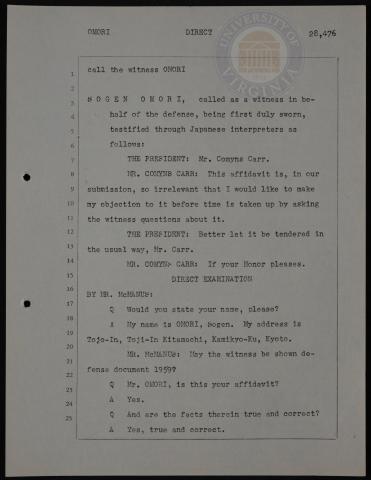 OMORI DIRECT 28,476
UNIVERSITY OF VIRGINIA
1 call the witness OMORI
2
3 SOGEN OMORI, called as a witness in be-
4 half of the defense, being first duly sworn,
5 testified through Japanese interpreters as
6 follows:
7 THE PRESIDENT: Mr. Comyns Carr.
8 MR. COMYNS CARR: This affidavit is, in our
9 submission, so irrelevant that I would like to make
10 my objection to it before time is taken up by asking
11 the witness questions about it.
12 THE PRESIDENT: Better let it be tendered in
13 the usual way, Mr. Carr.
14 MR. COMYNS CARR: If your Honor pleases.
15 DIRECT EXAMINATION
16 BY MR. McMANUS:
17 Q Would you state your name, please?
18 A My name is OMORI, Sogen. My address is
19
20 Tojo-In, Toji-In Kitamachi, Kamikyo-Ku, Kyoto.
21 MR. McMANUS: May the witness be shown de-
22 fense document 1959?
Q Mr. OMORI, is this your affidavit?
23 A Yes.
24 Q And are the facts therein true and correct?
25 A Yes, true and correct.